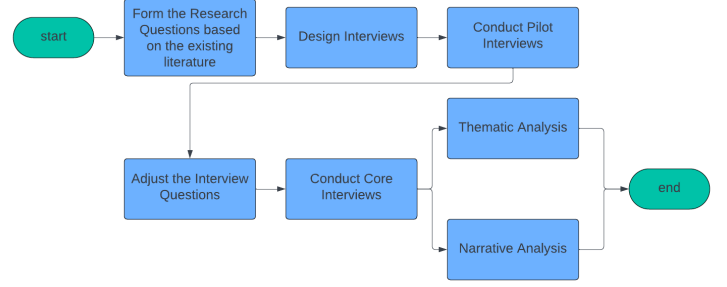 start
Form the Research
Questions based
on the existing
literature
Design Interviews
Conduct Pilot
Interviews
Adjust the Interview
Questions
Conduct Core
Interviews
Thematic Analysis
Narrative Analysis
end